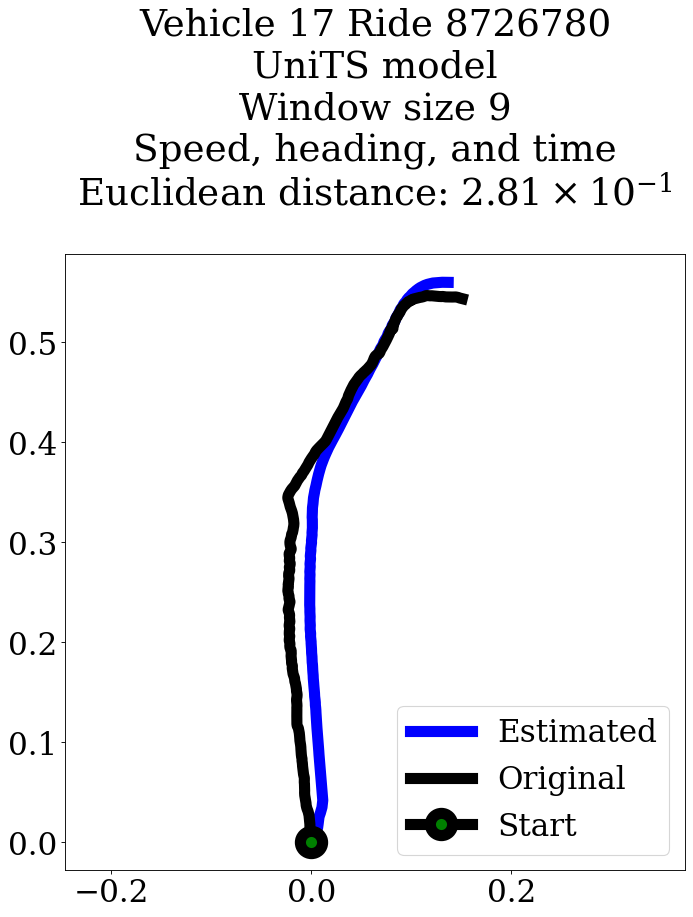 Vehicle 17 Ride 8726780
UniTS model
Window size 9
Speed, heading, and time
Euclidean distance: 2.81 × 10⁻¹
0.5
0.4
0.3
0.2
0.1
0.0
−0.2
0.0
0.2
Estimated
Original
Start